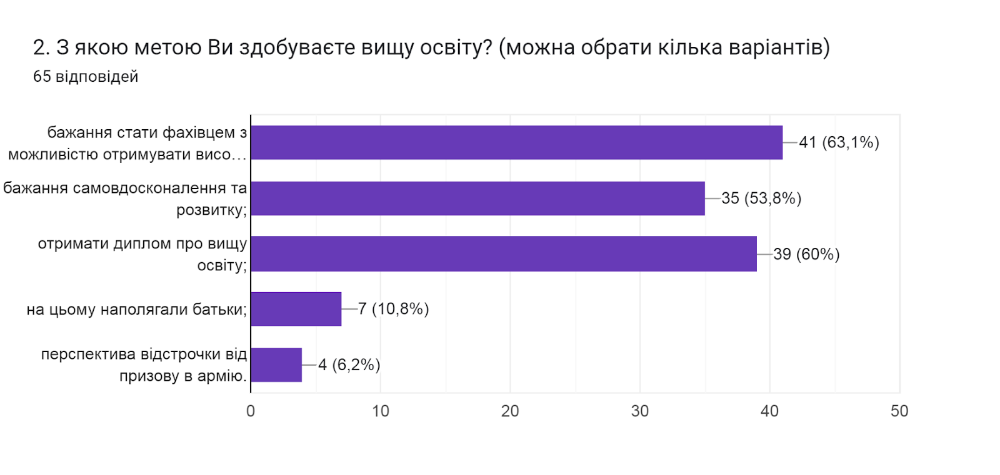 2. З якою метою Ви здобуваєте вищу освіту? (можна обрати кілька варіантів)
65 відповідей
бажання стати фахівцем з
можливістю отримувати висо…
41 (63,1%)
бажання самовдосконалення та
розвитку;
35 (53,8%)
отримати диплом про вищу
освіту;
39 (60%)
на цьому наполягали батьки;
7 (10,8%)
перспектива відстрочки від
призову в армію.
4 (6,2%)
0 10 20 30 40 50